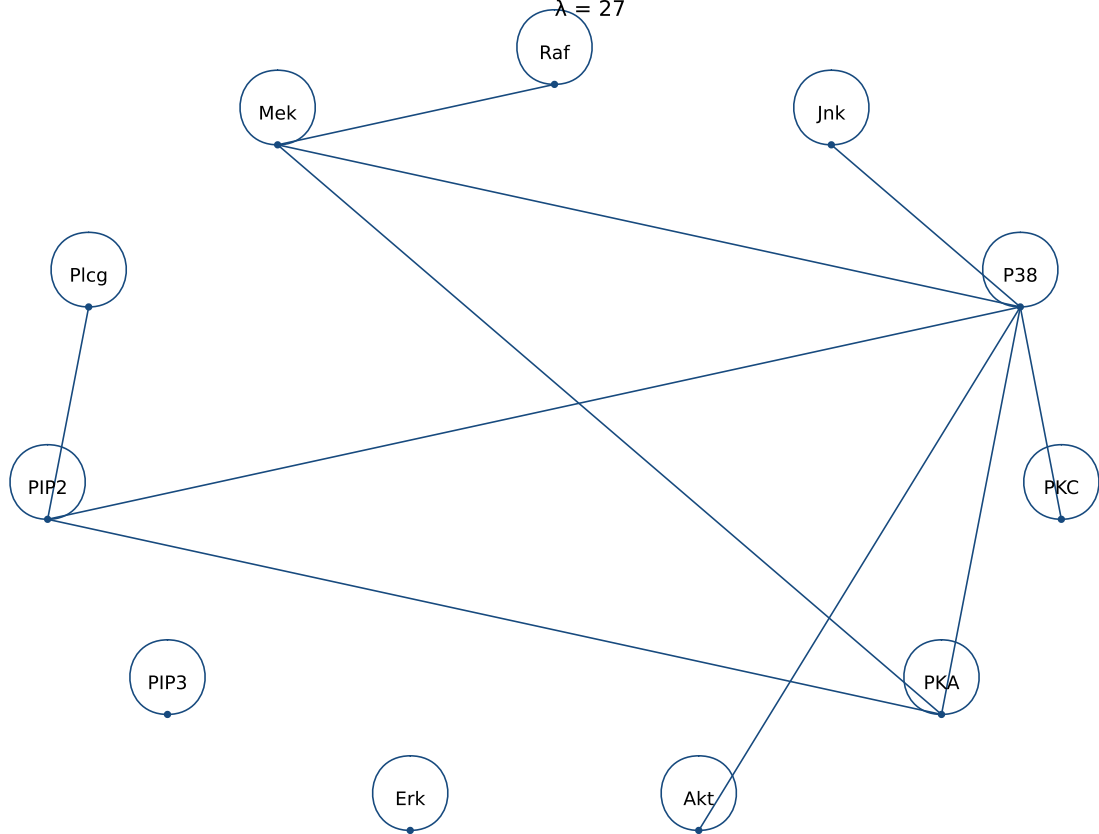 λ = 27
Raf
Mek
Jnk
Plcg
P38
PIP2
PKC
PIP3
PKA
Erk
Akt